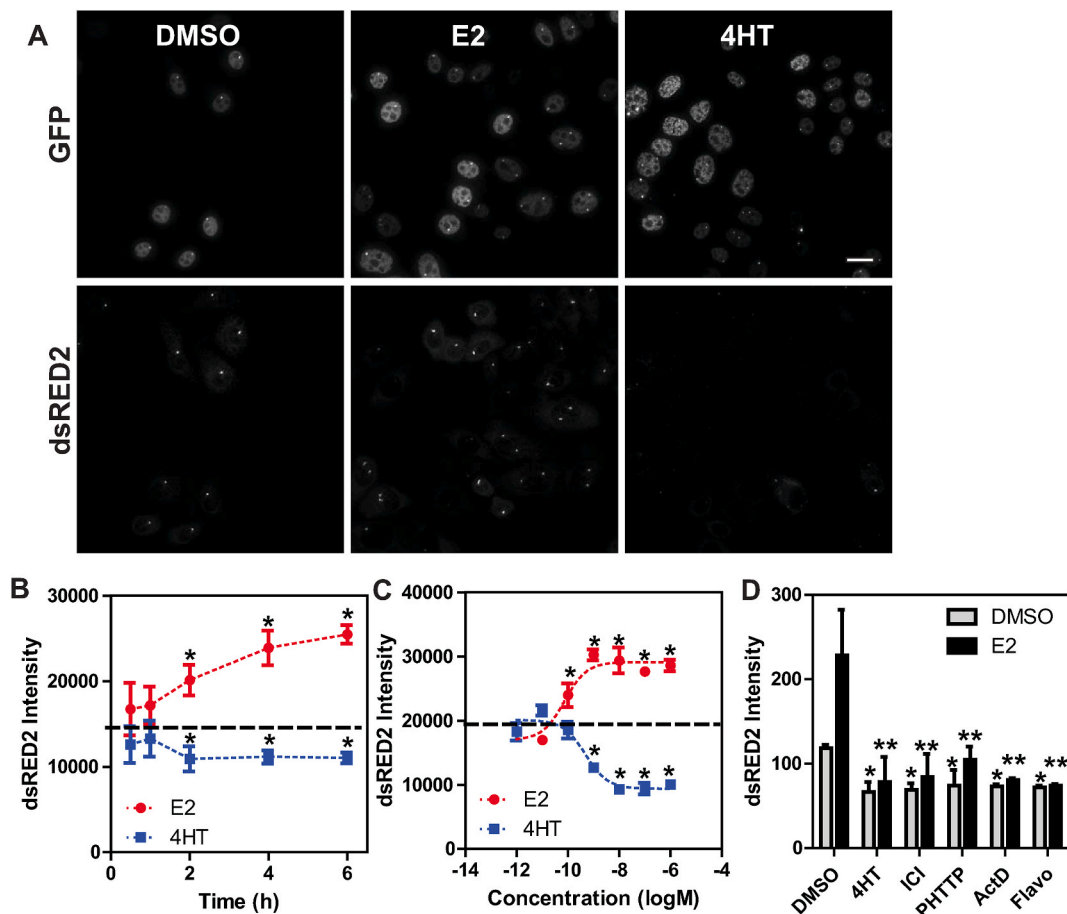 A
DMSO
E2
4HT
GFP
dsRED2
B
dsRED2 Intensity
30000
20000
10000
0
* * *
* * *
E2
4HT
0 2 4 6
Time (h)
C
dsRED2 Intensity
40000
30000
20000
10000
0
* * * * *
* * * *
E2
4HT
-14 -12 -10 -8 -6 -4
Concentration (logM)
D
dsRED2 Intensity
300
200
100
0
DMSO
E2
* ** * ** * ** * ** * **
DMSO
4HT
ICI
PHTTP
ActD
Flavo